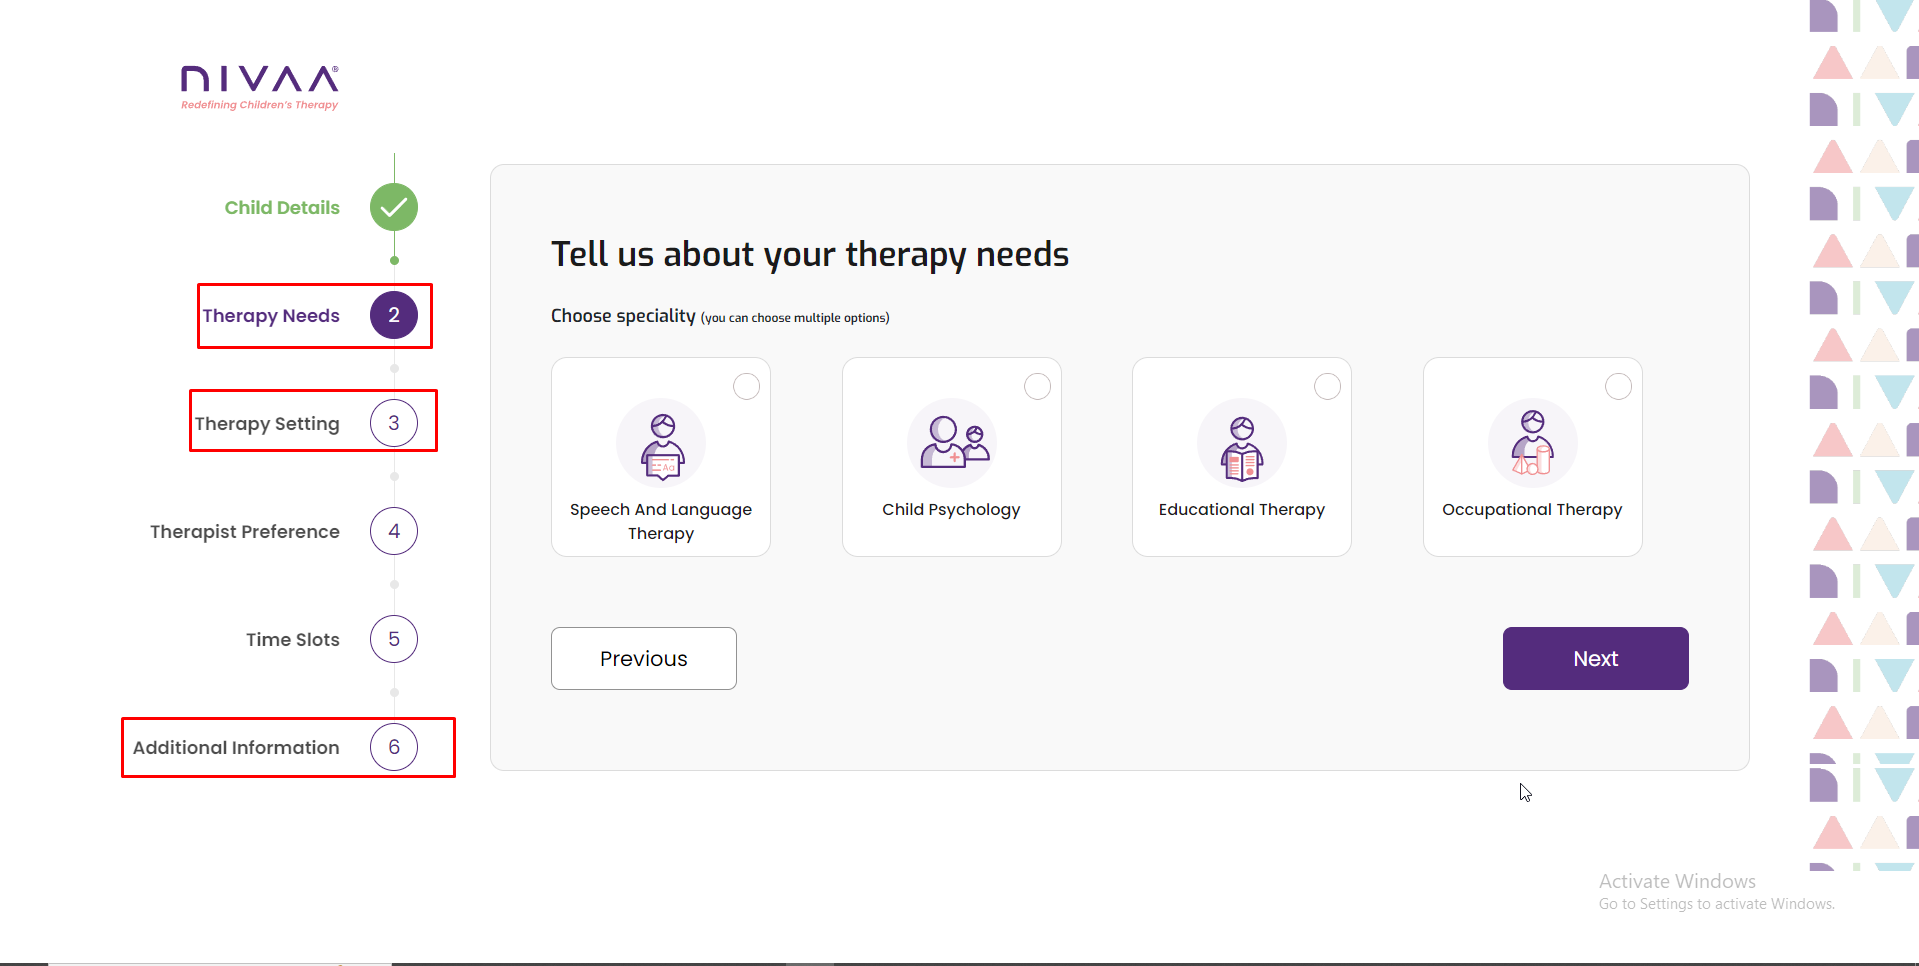 NIVAA®
Redefining Children's Therapy
Child Details
Therapy Needs 2
Therapy Setting 3
Therapist Preference 4
Time Slots 5
Additional Information 6
Tell us about your therapy needs
Choose speciality (you can choose multiple options)
Aa
Speech And Language
Therapy
Child Psychology
Educational Therapy
Occupational Therapy
Previous
Next
Activate Windows
Go to Settings to activate Windows.